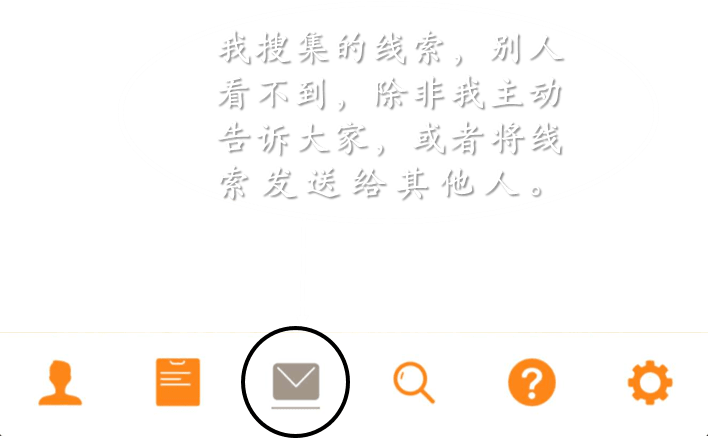 我搜集的线索，别人
看不到，除非我主动
告诉大家，或者将线
索发送给其他人。
?